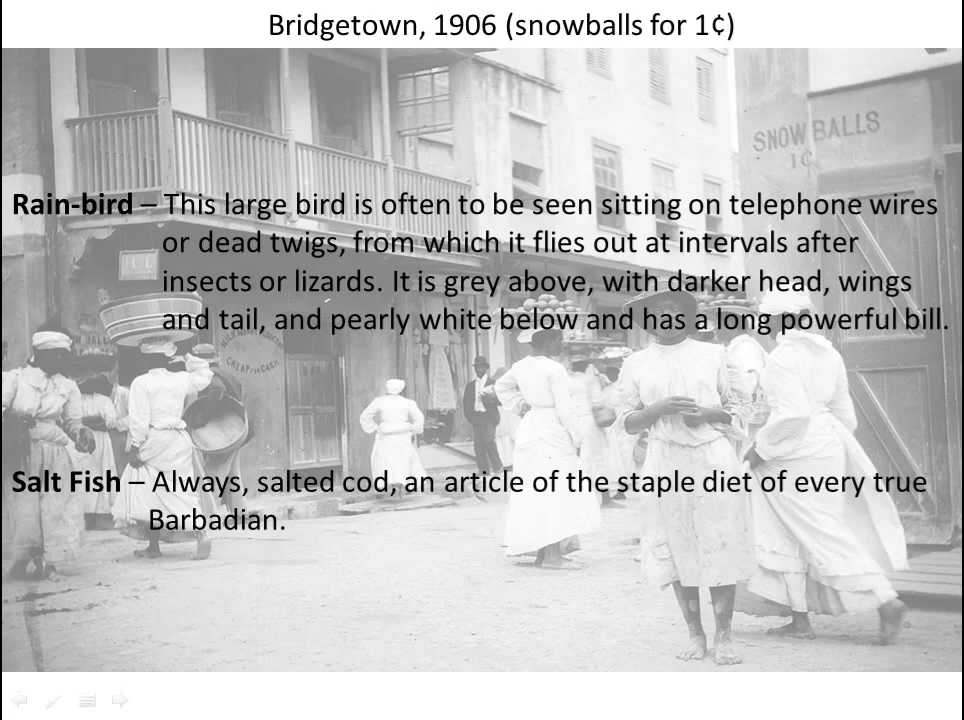 Bridgetown, 1906 (snowballs for 1¢)
SNOW BALLS
1¢
Rain-bird – This large bird is often to be seen sitting on telephone wires
or dead twigs, from which it flies out at intervals after
insects or lizards. It is grey above, with darker head, wings
and tail, and pearly white below and has a long powerful bill.
CHEAP FOR CASH
Salt Fish – Always, salted cod, an article of the staple diet of every true
Barbadian.